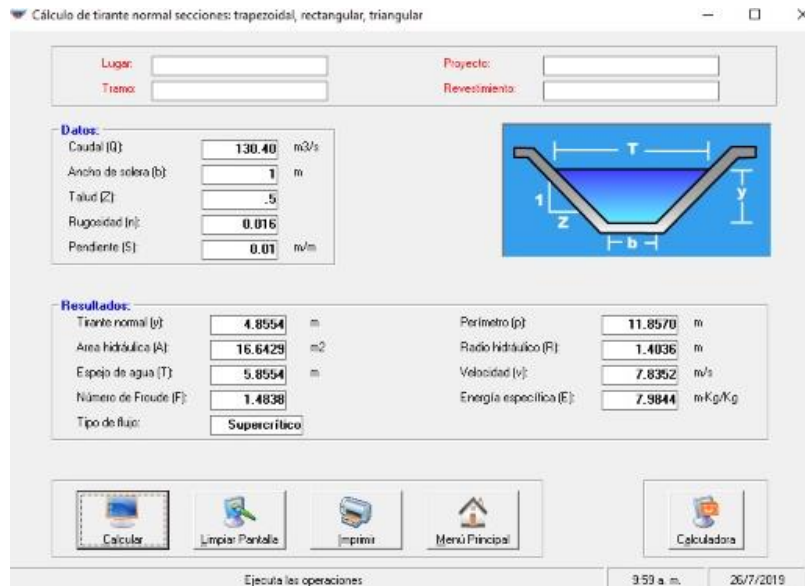 Cálculo de tirante normal secciones: trapezoidal, rectangular, triangular
Lugar: Proyecto:
Tramo: Revestimiento:
Datos:
Caudal (Q): 130.40 m3/s
Ancho de solera (b): 1 m
Talud (Z): .5
Rugosidad (n): 0.016
Pendiente (S): 0.01 m/m
T
y
1
Z
b
Resultados:
Tirante normal (y): 4.8554 m Perímetro (p): 11.8570 m
Area hidráulica (A): 16.6429 m2 Radio hidráulico (R): 1.4036 m
Espejo de agua (T): 5.8554 m Velocidad (v): 7.8352 m/s
Número de Froude (F): 1.4838 Energía específica (E): 7.9844 m-Kg/Kg
Tipo de flujo: Supercrítico
Calcular Limpiar Pantalla Imprimir Menú Principal Calculadora
Ejecuta las operaciones 9:59 a. m. 26/7/2019